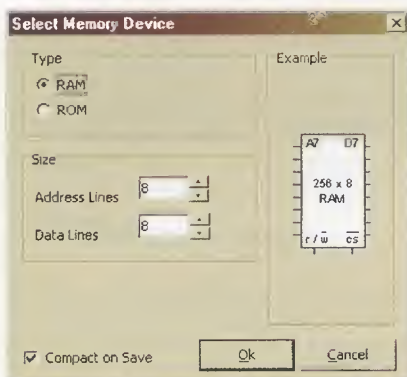 Select Memory Device
Type
RAM
ROM
Size
Address Lines 8
Data Lines 8
Example
A7 D7
256 x 8
RAM
r/w cs
Compact on Save
Ok
Cancel